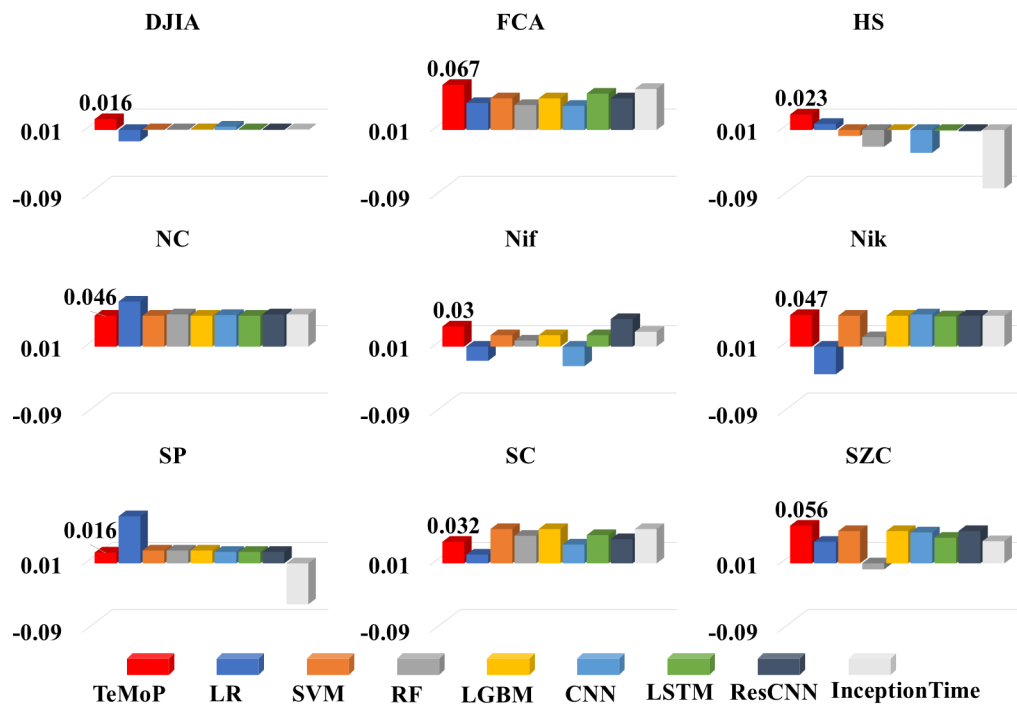 DJIA
FCA
HS
0.016
0.067
0.023
0.01
0.01
0.01
-0.09
-0.09
-0.09
NC
Nif
Nik
0.046
0.03
0.047
0.01
0.01
0.01
-0.09
-0.09
-0.09
SP
SC
SZC
0.016
0.032
0.056
0.01
0.01
0.01
-0.09
-0.09
-0.09
TeMoP LR SVM RF LGBM CNN LSTM ResCNN InceptionTime